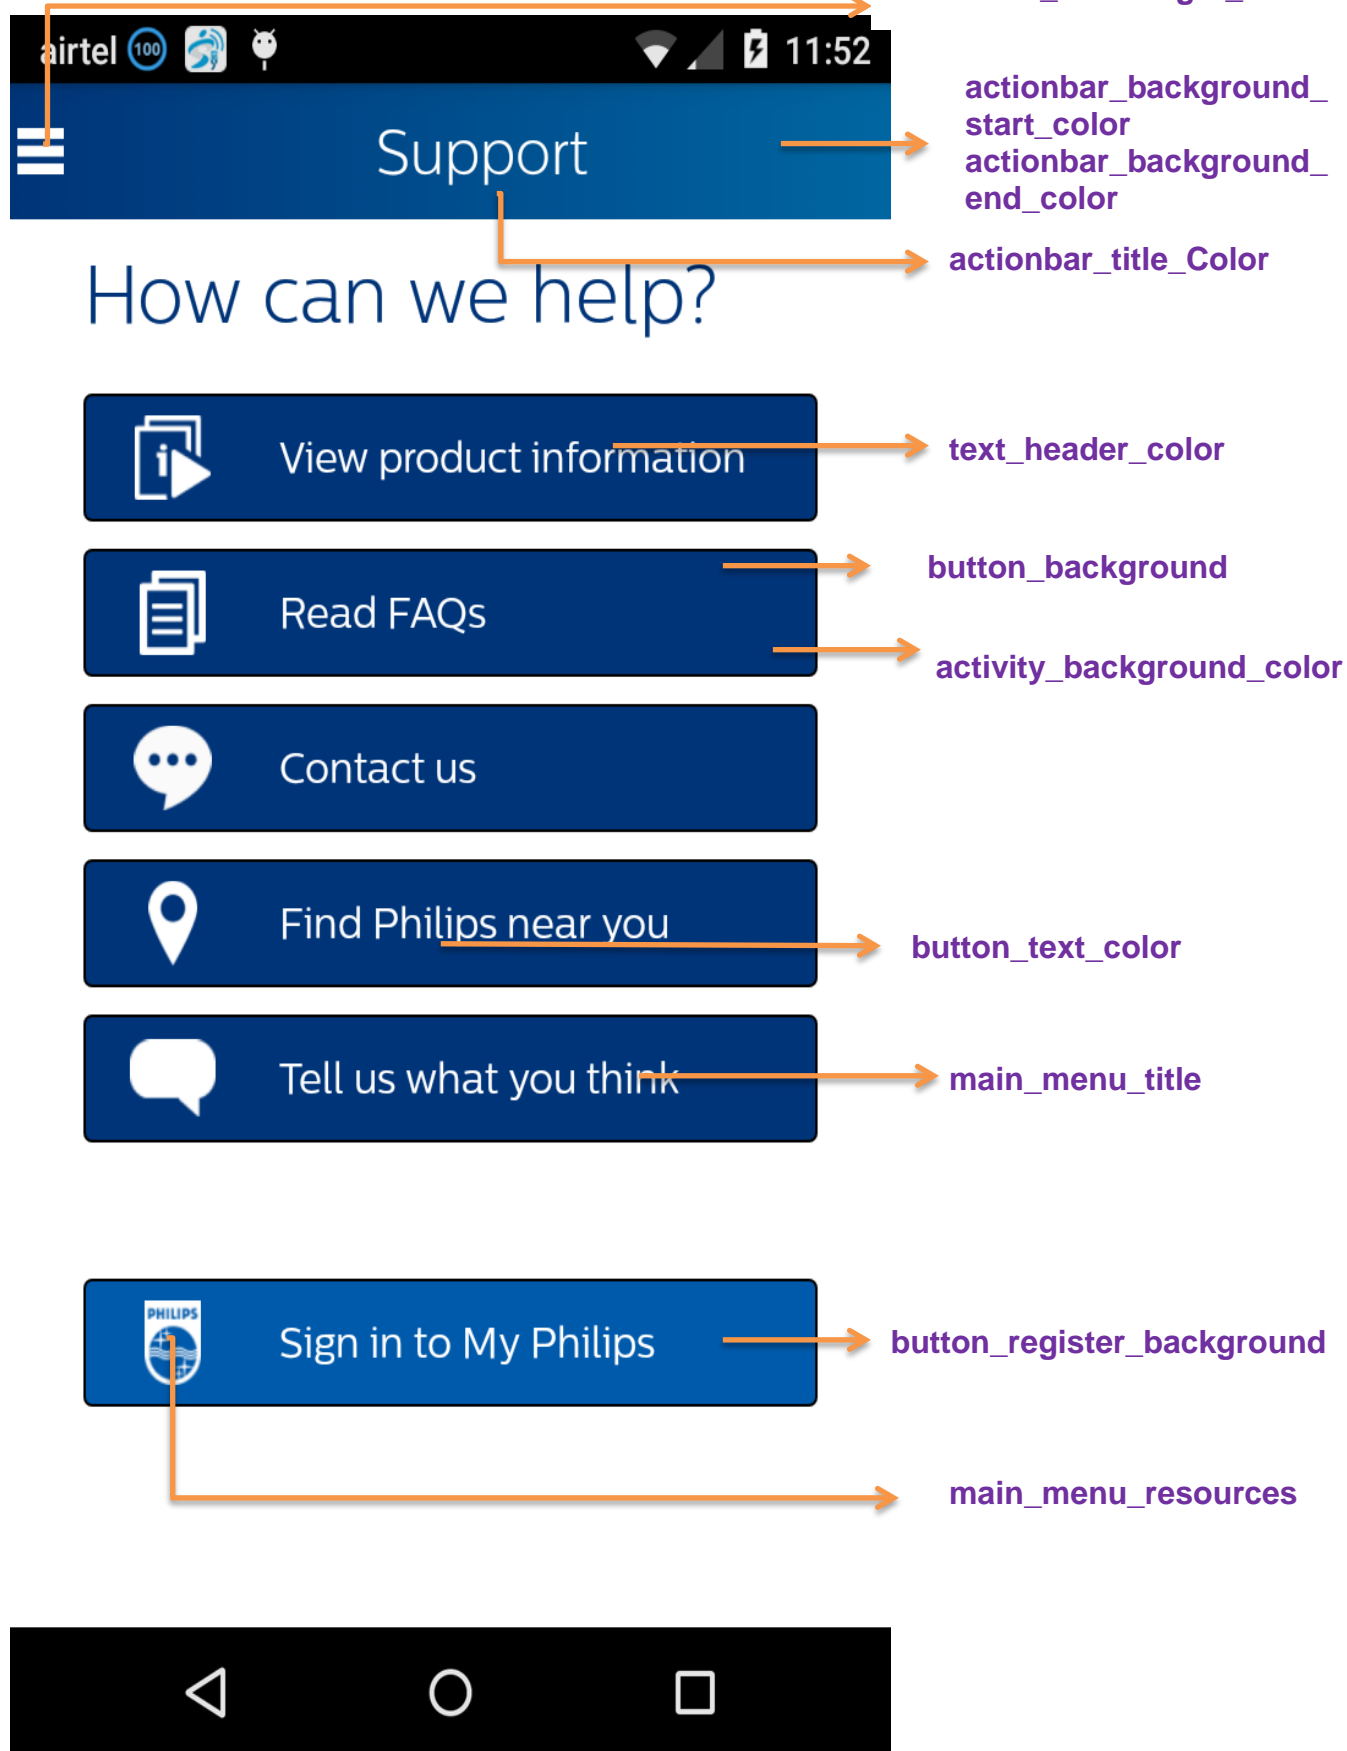 airtel 100 11:52
actionbar_background_
start_color
actionbar_background_
end_color
Support
actionbar_title_Color
How can we help?
View product information
text_header_color
button_background
Read FAQs
activity_background_color
Contact us
Find Philips near you
button_text_color
Tell us what you think
main_menu_title
PHILIPS
Sign in to My Philips
button_register_background
main_menu_resources